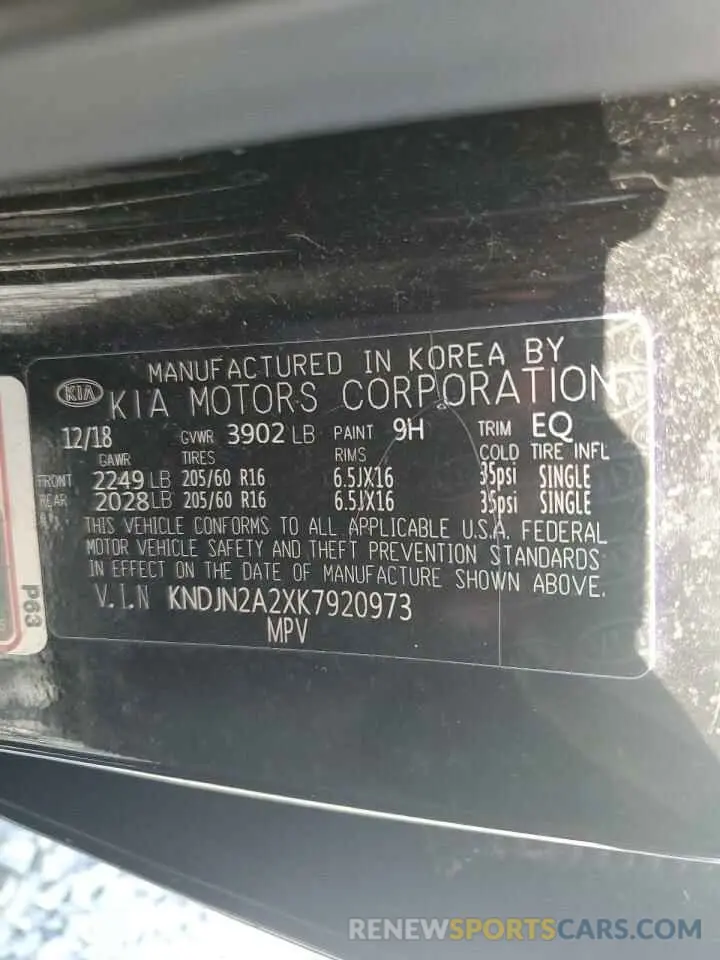 MANUFACTURED IN KOREA BY
KIA KIA MOTORS CORPORATION
12/18 GVWR 3902 LB PAINT 9H TRIM EQ
GAWR TIRES RIMS COLD TIRE INFL
FRONT 2249 LB 205/60 R16 6.5JX16 35psi SINGLE
REAR 2028 LB 205/60 R16 6.5JX16 35psi SINGLE
THIS VEHICLE CONFORMS TO ALL APPLICABLE U.S.A. FEDERAL
MOTOR VEHICLE SAFETY AND THEFT PREVENTION STANDARDS
IN EFFECT ON THE DATE OF MANUFACTURE SHOWN ABOVE.
V.I.N KNDJN2A2XK7920973
MPV
P63
RENEWSPORTSCARS.COM